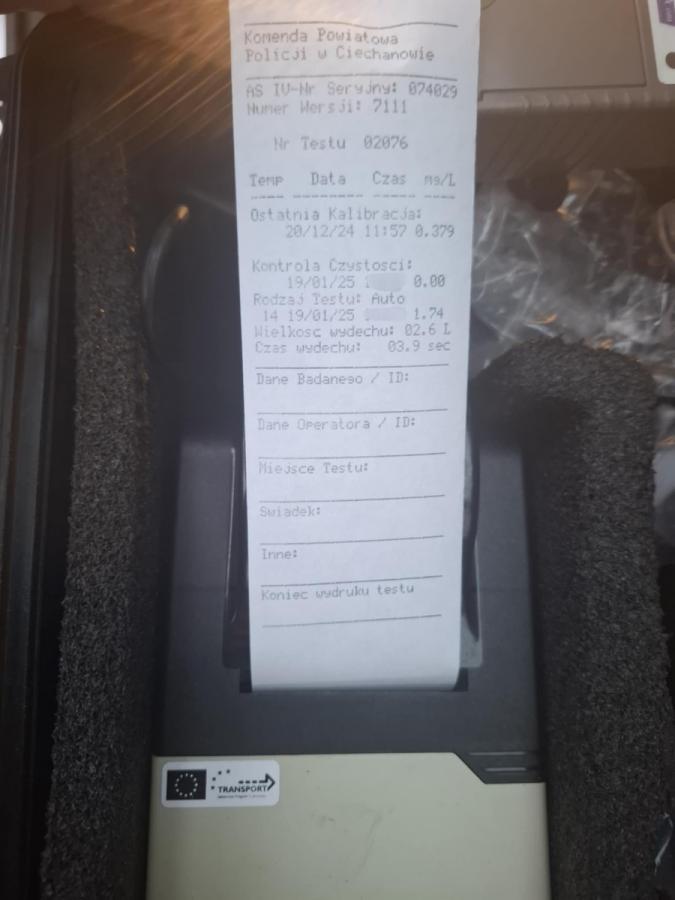 Komenda Powiatowa
Policji w Ciechanowie
AS IV-Nr Seryjny: 074029
Numer Wersji: 7111
Nr Testu 02076
Temp Data Czas mg/L
Ostatnia Kalibracja:
20/12/24 11:57 0.379
Kontrola Czystosci:
19/01/25 0.00
Rodzaj Testu: Auto
14 19/01/25 1.74
Wielkosc wydechu: 02.6 L
Czas wydechu: 03.9 sec
Dane Badanego / ID:
Dane Operatora / ID:
Miejsce Testu:
Swiadek:
Inne:
Koniec wydruku testu
TRANSPORT